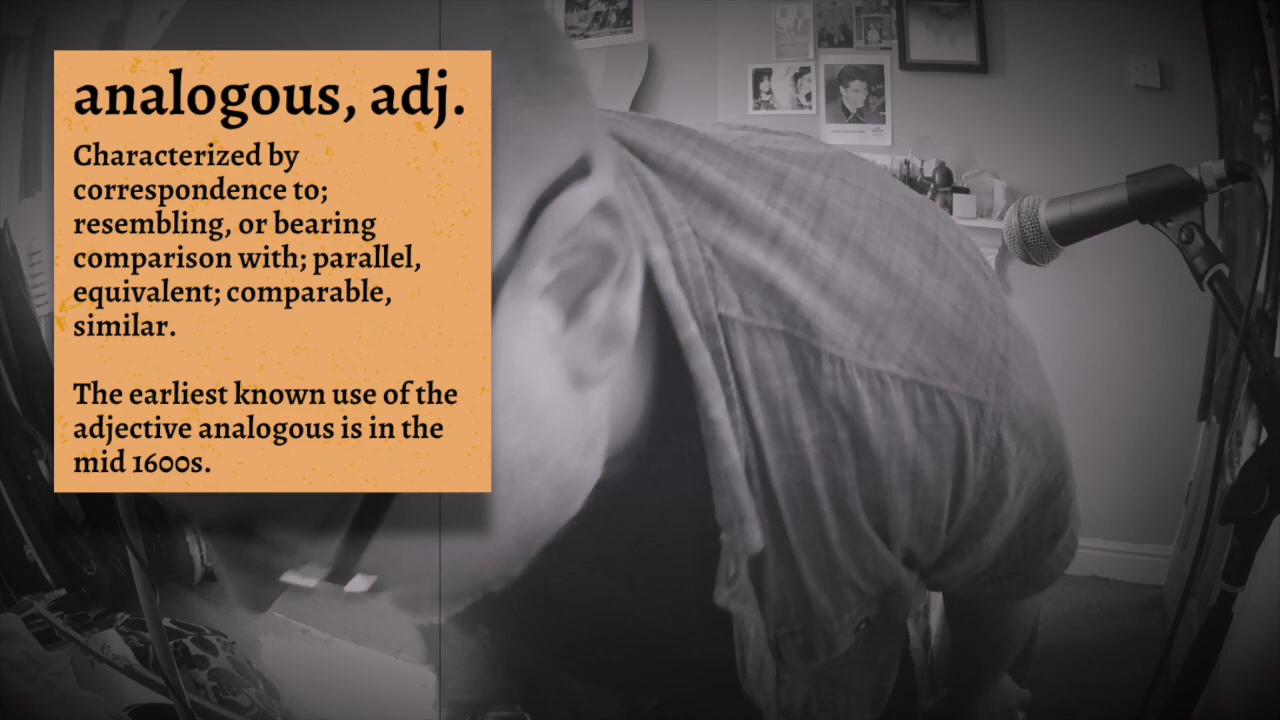 analogous, adj.
Characterized by
correspondence to;
resembling, or bearing
comparison with; parallel,
equivalent; comparable,
similar.
The earliest known use of the
adjective analogous is in the
mid 1600s.